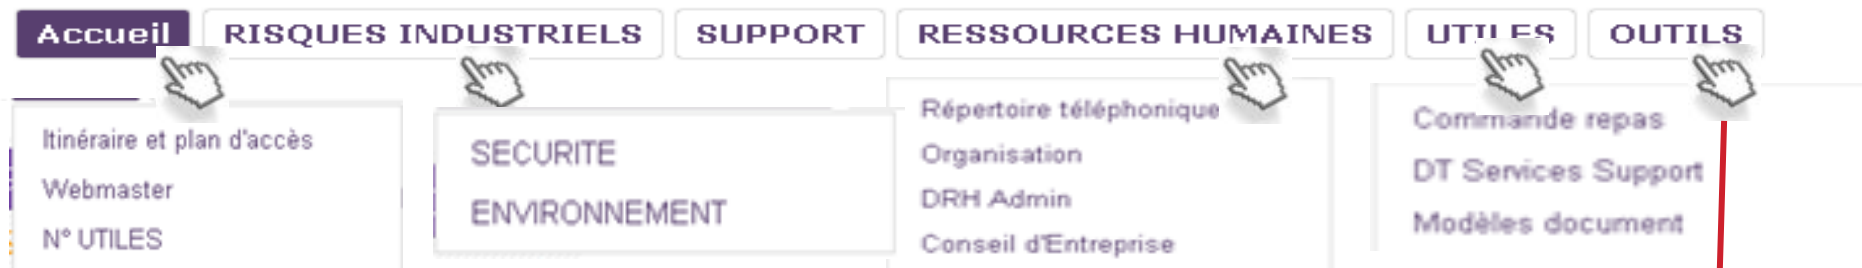 Accueil RISQUES INDUSTRIELS SUPPORT RESSOURCES HUMAINES UTILES OUTILS
Itinéraire et plan d'accès
Webmaster
N° UTILES
SECURITE
ENVIRONNEMENT
Répertoire téléphonique
Organisation
DRH Admin
Conseil d'Entreprise
Commande repas
DT Services Support
Modèles document